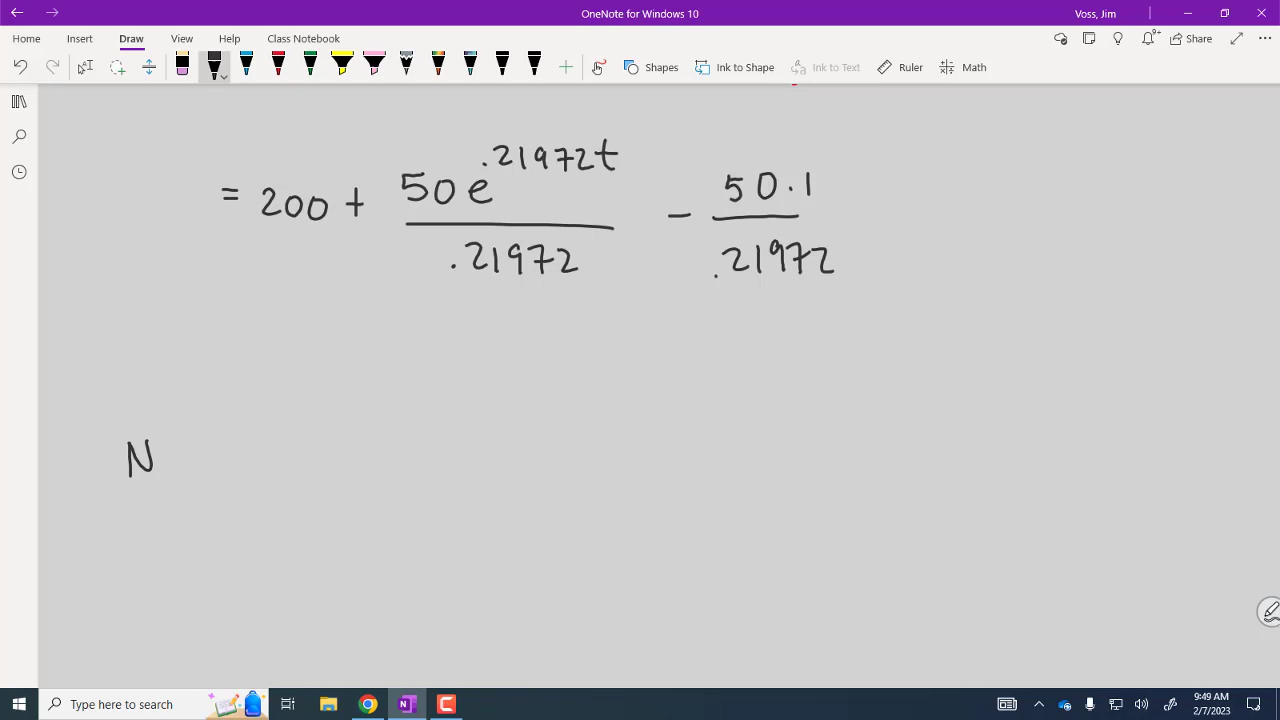 OneNote for Windows 10
Voss, Jim
Home Insert Draw View Help Class Notebook
Share
Shapes Ink to Shape Ink to Text Ruler Math
= 200 + 50e^.21972t / .21972 - 50·1 / .21972
N
Type here to search
9:49 AM
2/7/2023